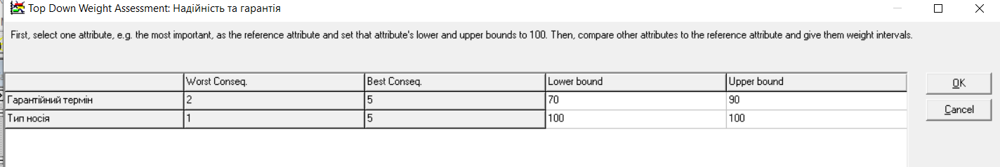 Top Down Weight Assessment: Надійність та гарантія
First, select one attribute, e.g. the most important, as the reference attribute and set that attribute's lower and upper bounds to 100. Then, compare other attributes to the reference attribute and give them weight intervals.
Worst Conseq. Best Conseq. Lower bound Upper bound
Гарантійний термін 2 5 70 90
Тип носія 1 5 100 100
OK
Cancel